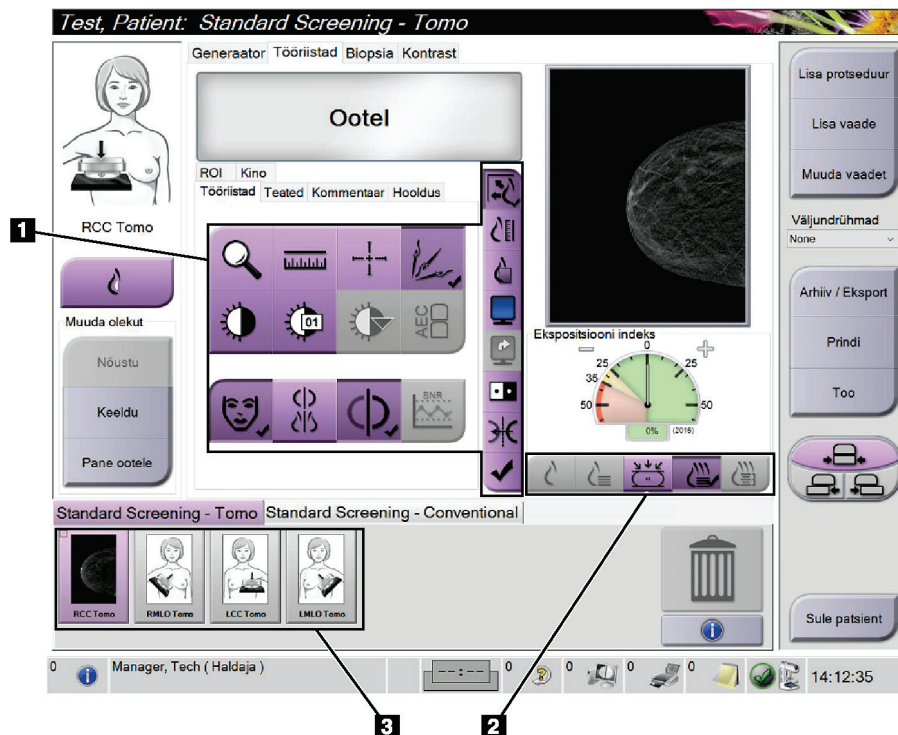 Test, Patient: Standard Screening - Tomo
Generaator Tööriistad Biopsia Kontrast
Ootel
ROI Kino
Tööriistad Teated Kommentaar Hooldus
RCC Tomo
1
01
AEC
SNR
Muuda olekut
Nõustu
Keeldu
Pane ootele
Ekspositsiooni indeks
0
25 25
35
50 50
0% (2015)
Lisa protseduur
Lisa vaade
Muuda vaadet
Väljundrühmad
None
Arhiiv / Eksport
Prindi
Too
Standard Screening - Tomo Standard Screening - Conventional
RCC Tomo RMLO Tomo LCC Tomo LMLO Tomo
Sule patsient
0 Manager, Tech ( Haldaja ) --:-- 0 0 0 0 14:12:35
3 2